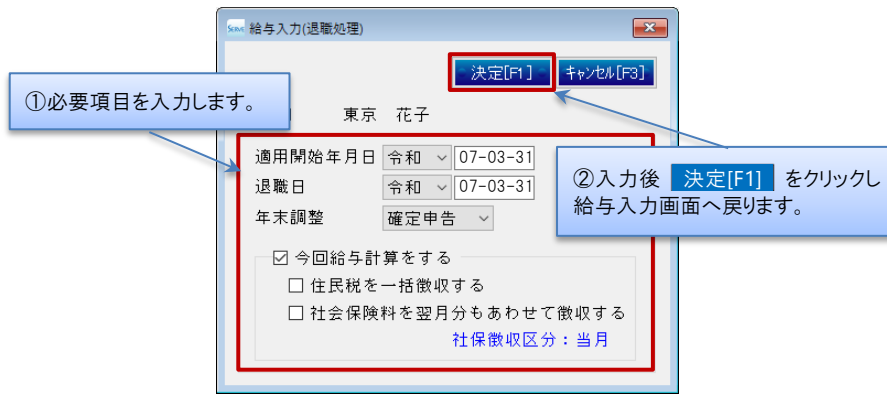 SERVE 給与入力(退職処理)
決定[F1] キャンセル[F3]
①必要項目を入力します。
東京 花子
適用開始年月日 令和 07-03-31
退職日 令和 07-03-31
年末調整 確定申告
②入力後 決定[F1] をクリックし
給与入力画面へ戻ります。
今回給与計算をする
住民税を一括徴収する
社会保険料を翌月分もあわせて徴収する
社保徴収区分:当月